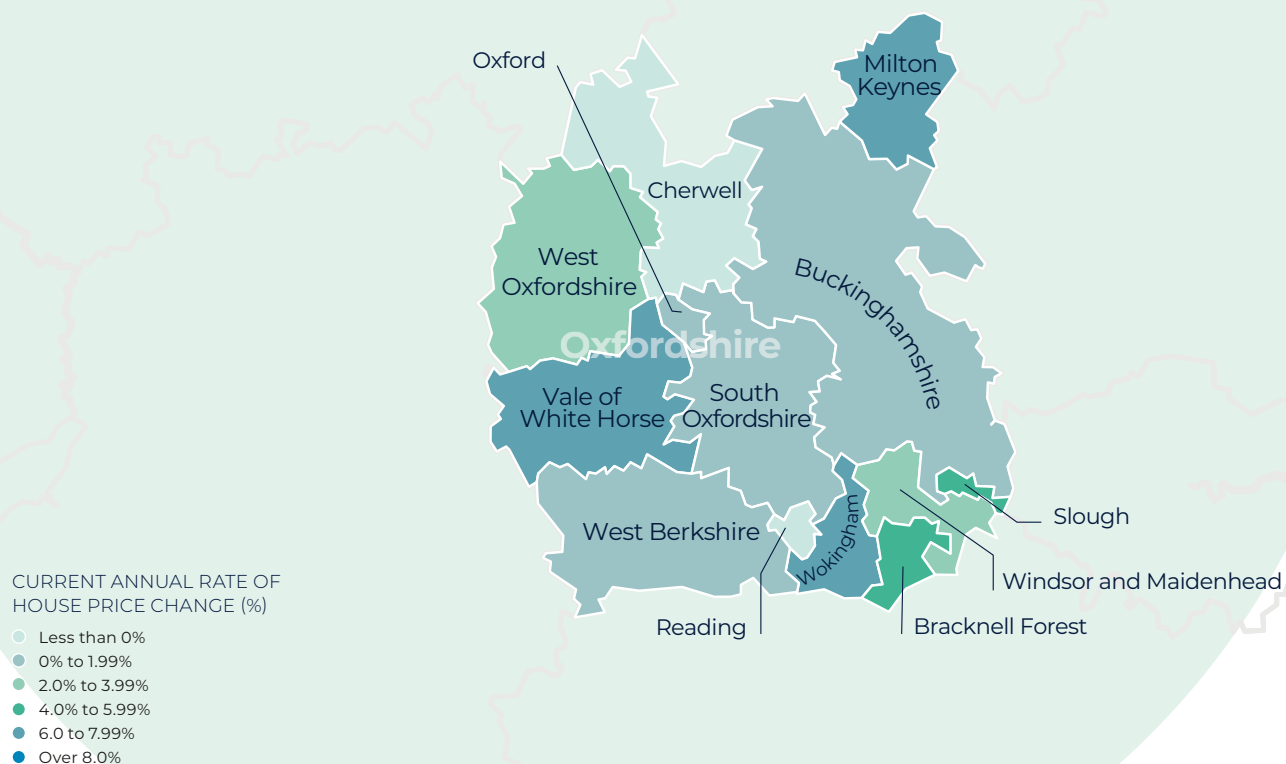 Oxford
Milton
Keynes
Cherwell
West
Oxfordshire
Buckinghamshire
Oxfordshire
Vale of
White Horse
South
Oxfordshire
West Berkshire
Wokingham
Slough
Windsor and Maidenhead
Reading
Bracknell Forest
CURRENT ANNUAL RATE OF
HOUSE PRICE CHANGE (%)
Less than 0%
0% to 1.99%
2.0% to 3.99%
4.0% to 5.99%
6.0 to 7.99%
Over 8.0%